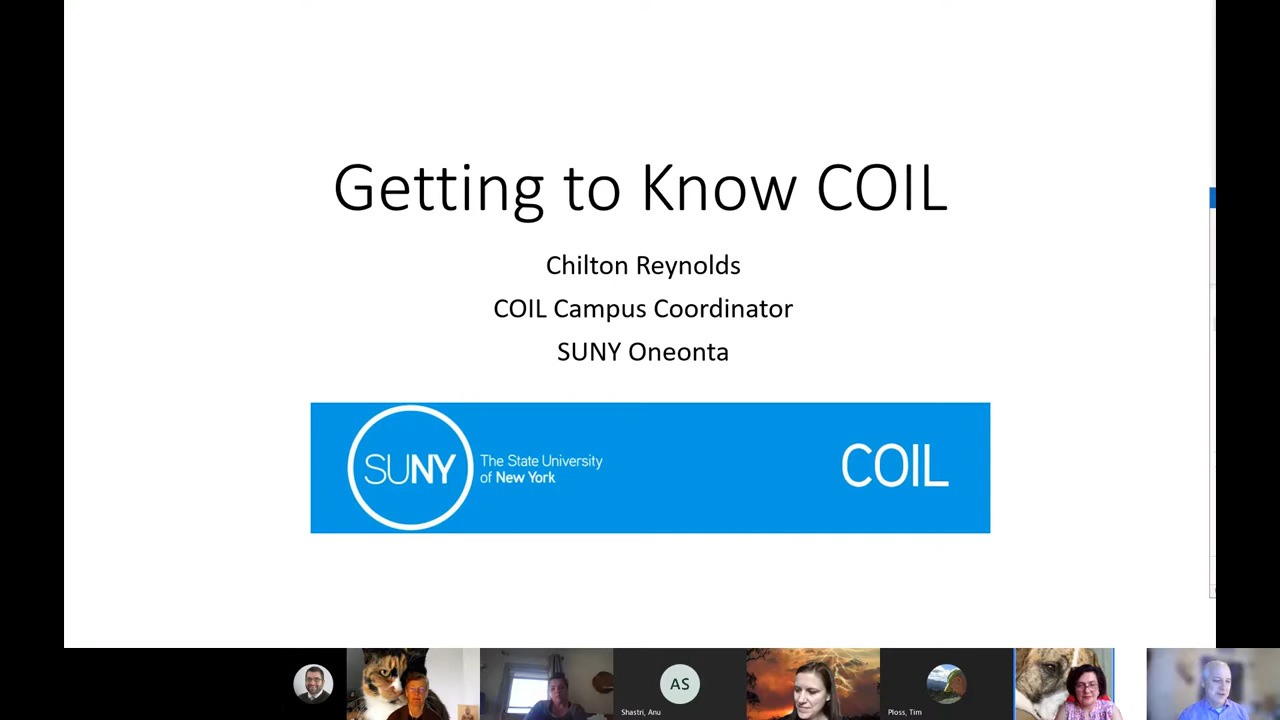 Getting to Know COIL
Chilton Reynolds
COIL Campus Coordinator
SUNY Oneonta
SUNY
The State University
of New York
COIL
AS
Shastri, Anu
Ploss, Tim